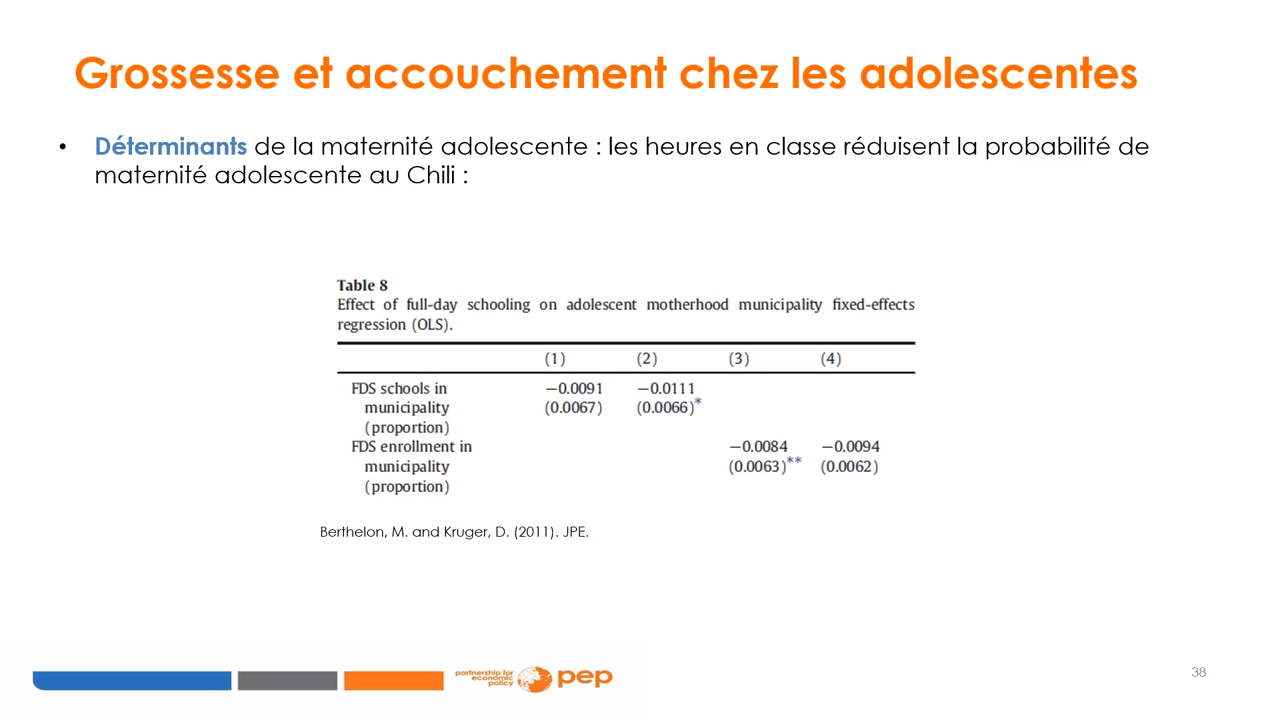 Grossesse et accouchement chez les adolescentes
• Déterminants de la maternité adolescente : les heures en classe réduisent la probabilité de
maternité adolescente au Chili :
Table 8
Effect of full-day schooling on adolescent motherhood municipality fixed-effects
regression (OLS).
(1) (2) (3) (4)
FDS schools in −0.0091 −0.0111
municipality (0.0067) (0.0066)*
(proportion)
FDS enrollment in −0.0084 −0.0094
municipality (0.0063)** (0.0062)
(proportion)
Berthelon, M. and Kruger, D. (2011). JPE.
partnership for
economic
policy
pep
38